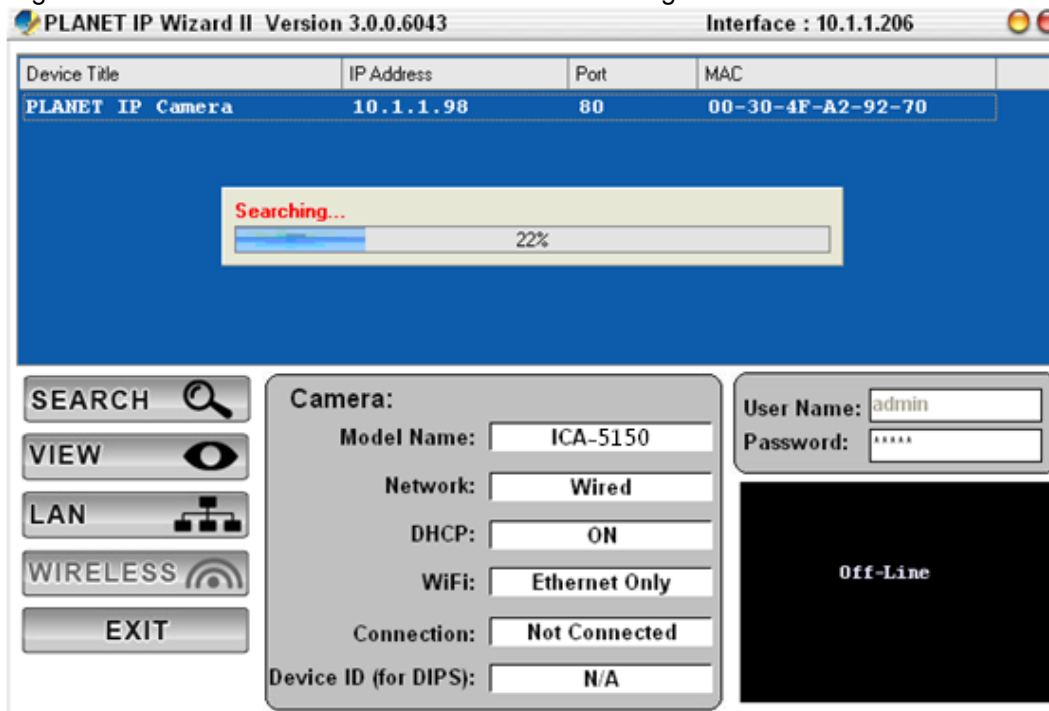 PLANET IP Wizard II Version 3.0.0.6043 Interface : 10.1.1.206
Device Title IP Address Port MAC
PLANET IP Camera 10.1.1.98 80 00-30-4F-A2-92-70
Searching...
22%
SEARCH
VIEW
LAN
WIRELESS
EXIT
Camera:
Model Name: ICA-5150
Network: Wired
DHCP: ON
WiFi: Ethernet Only
Connection: Not Connected
Device ID (for DIPS): N/A
User Name: admin
Password: *****
Off-Line